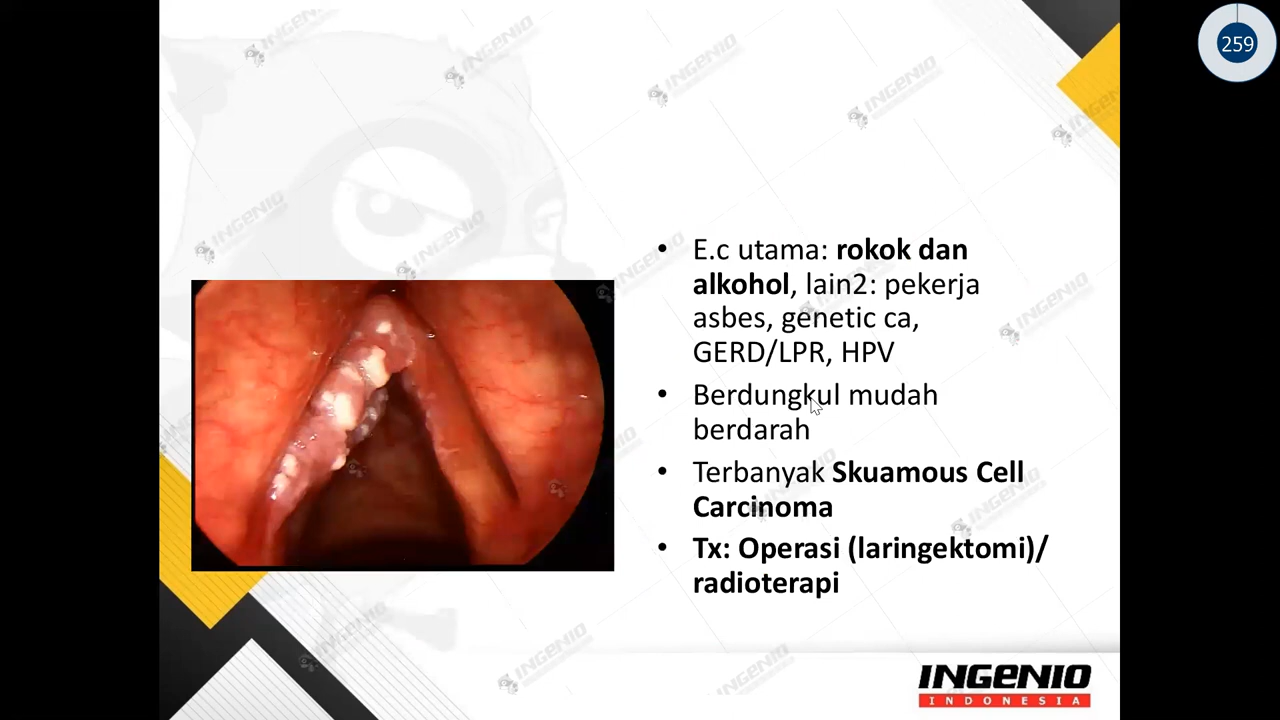 259
• E.c utama: rokok dan
alkohol, lain2: pekerja
asbes, genetic ca,
GERD/LPR, HPV
• Berdungkul mudah
berdarah
• Terbanyak Skuamous Cell
Carcinoma
• Tx: Operasi (laringektomi)/
radioterapi
INGENIO
INDONESIA